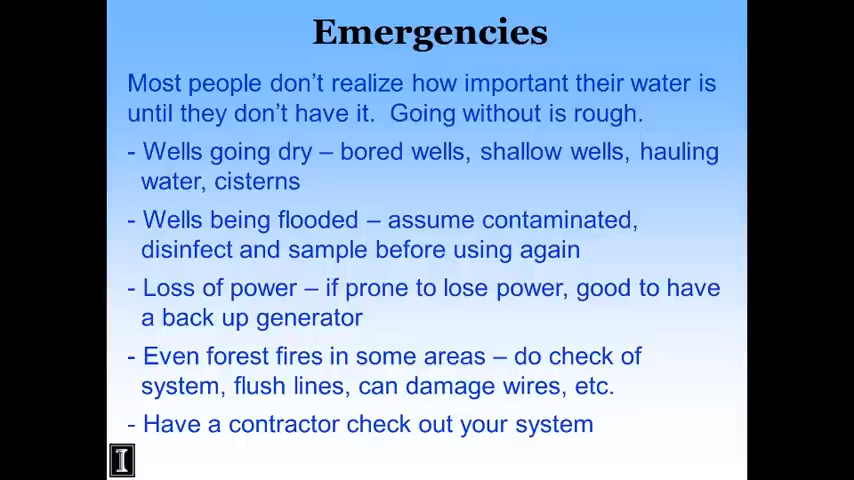 Emergencies
Most people don’t realize how important their water is
until they don’t have it.  Going without is rough.
- Wells going dry – bored wells, shallow wells, hauling
water, cisterns
- Wells being flooded – assume contaminated,
disinfect and sample before using again
- Loss of power – if prone to lose power, good to have
a back up generator
- Even forest fires in some areas – do check of
system, flush lines, can damage wires, etc.
- Have a contractor check out your system
I